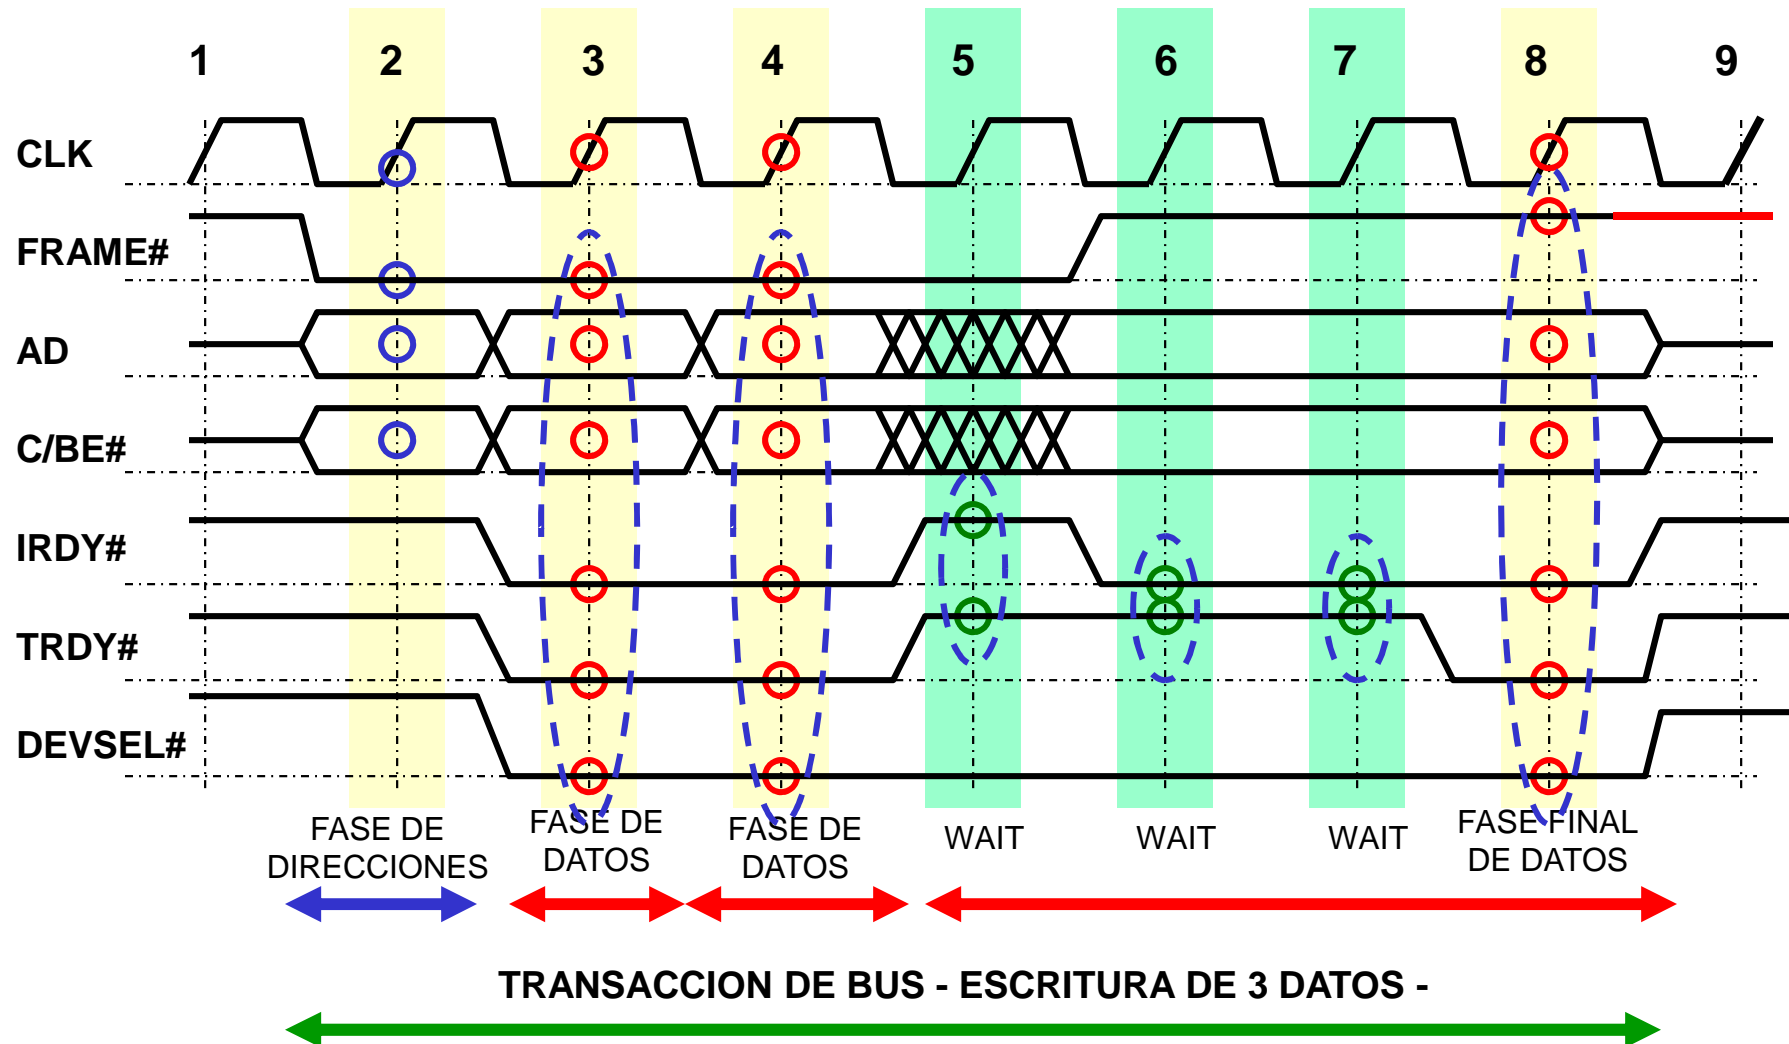 1 2 3 4 5 6 7 8 9
CLK
FRAME#
AD
C/BE#
IRDY#
TRDY#
DEVSEL#
FASE DE
DIRECCIONES
FASE DE
DATOS
FASE DE
DATOS
WAIT
WAIT
WAIT
FASE FINAL
DE DATOS
TRANSACCION DE BUS - ESCRITURA DE 3 DATOS -